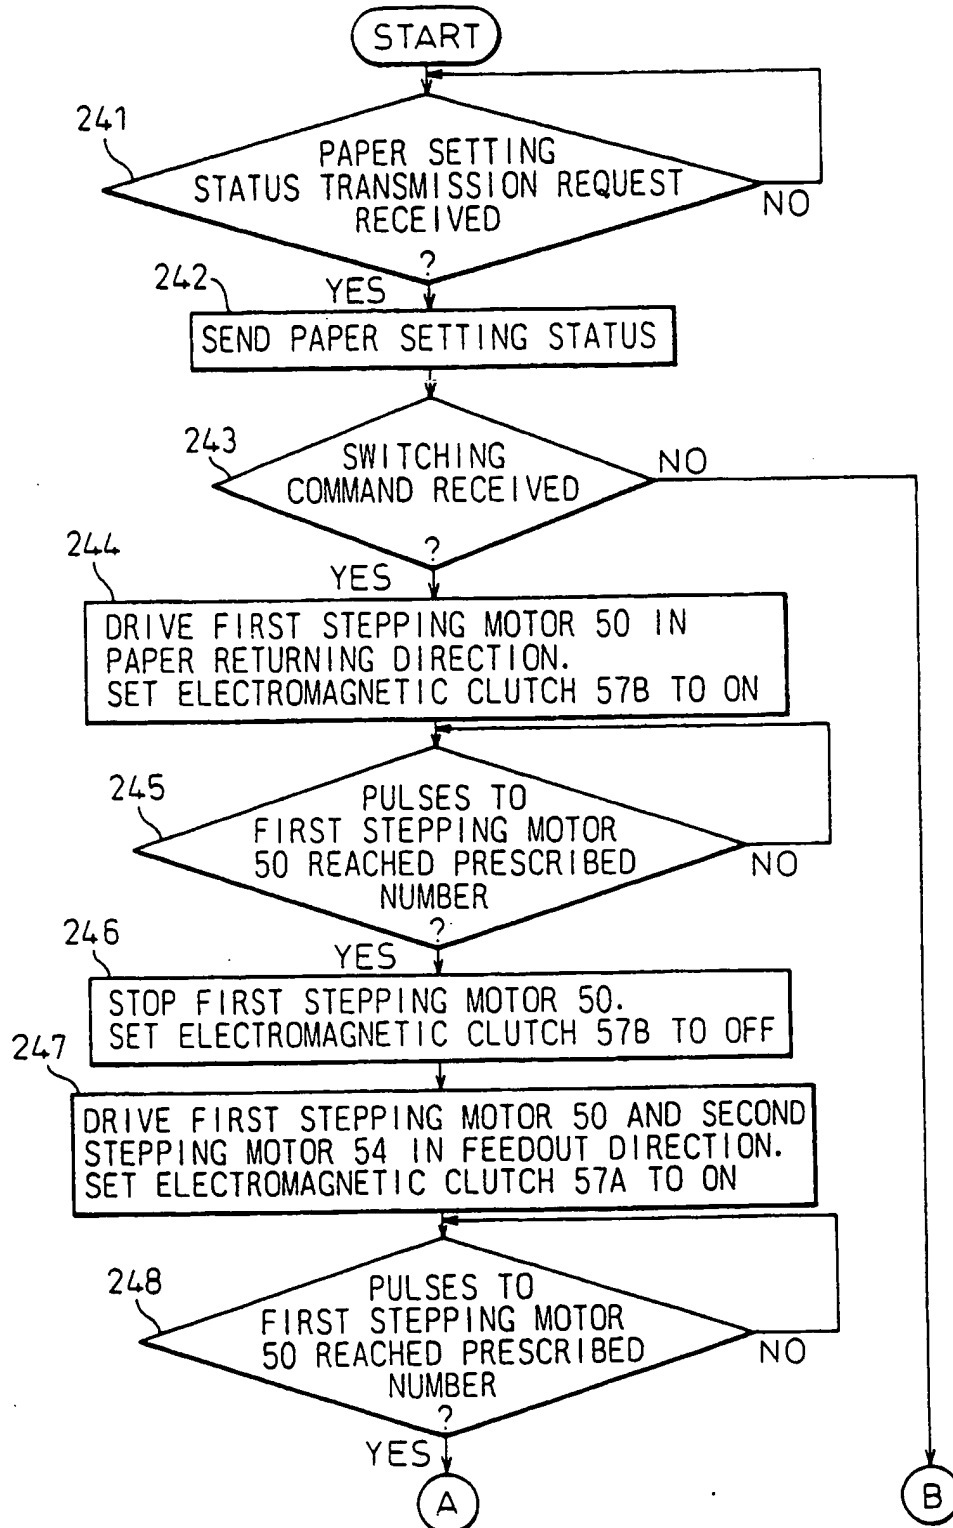 START
241
PAPER SETTING
STATUS TRANSMISSION REQUEST
RECEIVED
?
NO
YES
242
SEND PAPER SETTING STATUS
243
SWITCHING
COMMAND RECEIVED
?
NO
YES
244
DRIVE FIRST STEPPING MOTOR 50 IN
PAPER RETURNING DIRECTION.
SET ELECTROMAGNETIC CLUTCH 57B TO ON
245
PULSES TO
FIRST STEPPING MOTOR
50 REACHED PRESCRIBED
NUMBER
?
NO
YES
246
STOP FIRST STEPPING MOTOR 50.
SET ELECTROMAGNETIC CLUTCH 57B TO OFF
247
DRIVE FIRST STEPPING MOTOR 50 AND SECOND
STEPPING MOTOR 54 IN FEEDOUT DIRECTION.
SET ELECTROMAGNETIC CLUTCH 57A TO ON
248
PULSES TO
FIRST STEPPING MOTOR
50 REACHED PRESCRIBED
NUMBER
?
NO
YES
A
B